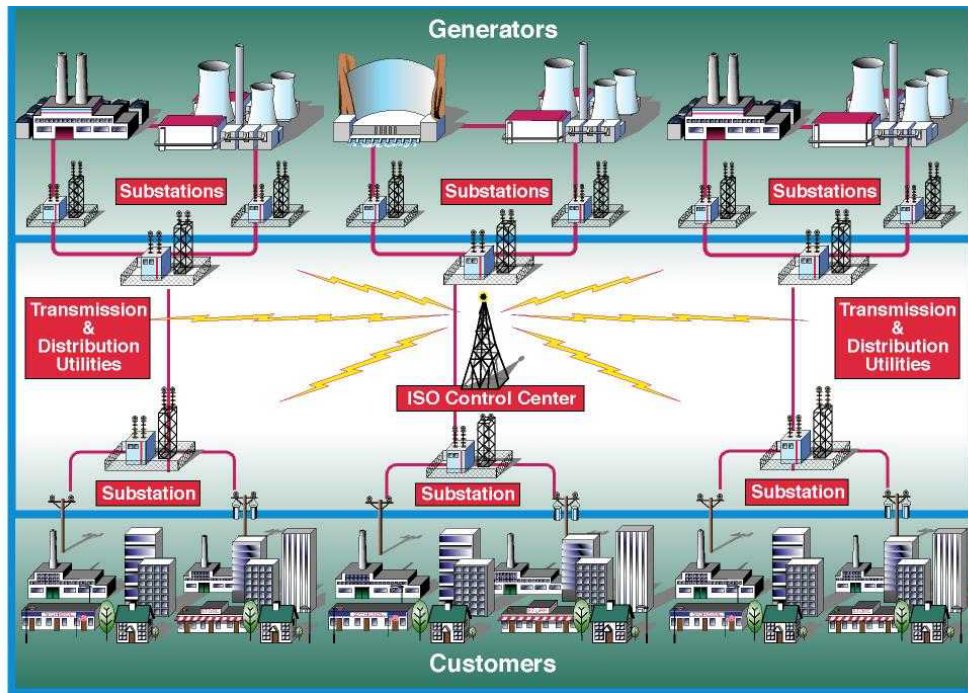 Generators
Substations
Substations
Substations
Transmission
&
Distribution
Utilities
Transmission
&
Distribution
Utilities
ISO Control Center
Substation
Substation
Substation
Customers